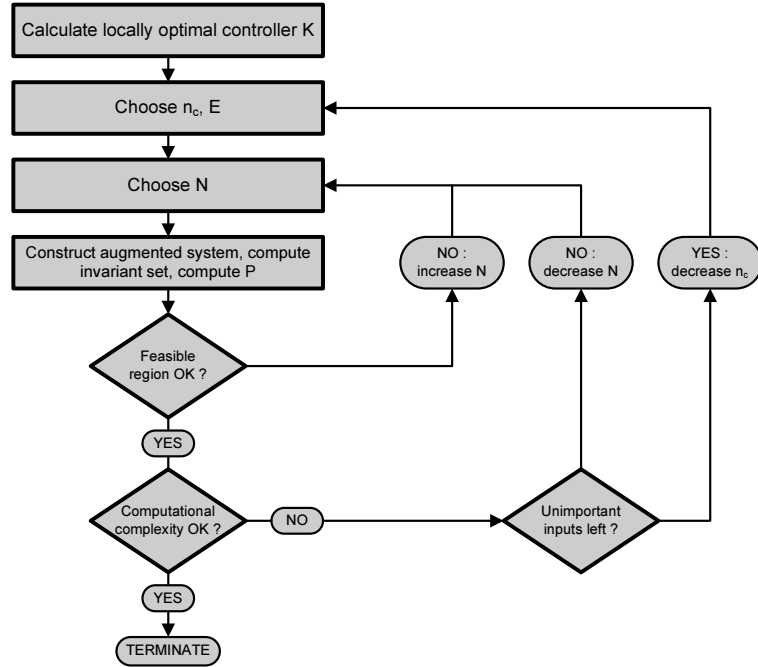 Calculate locally optimal controller K
Choose n_c, E
Choose N
Construct augmented system, compute
invariant set, compute P
NO :
increase N
NO :
decrease N
YES :
decrease n_c
Feasible
region OK ?
YES
Computational
complexity OK ?
NO
Unimportant
inputs left ?
YES
TERMINATE